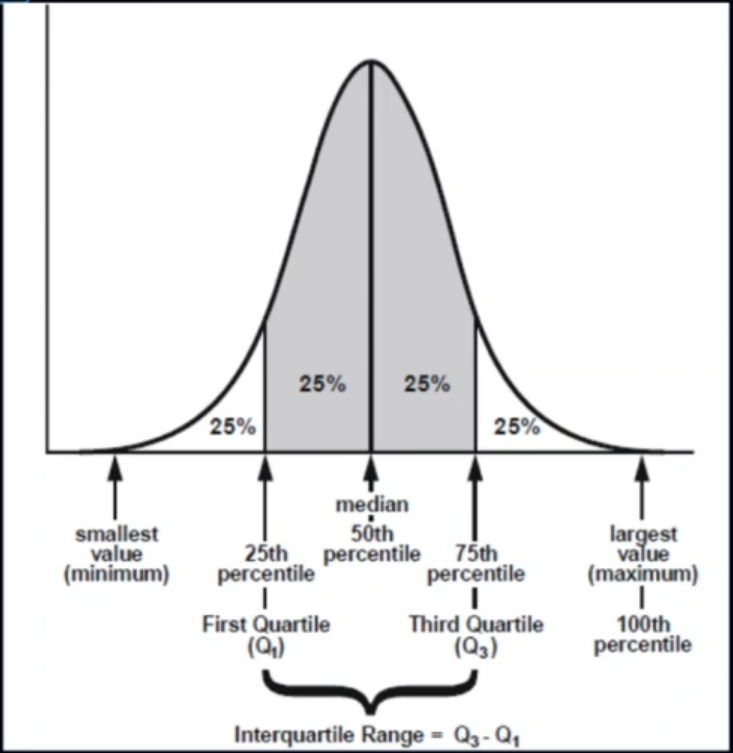 25%
25%
25%
25%
median
50th
percentile
smallest
value
(minimum)
25th
percentile
75th
percentile
largest
value
(maximum)
First Quartile
(Q₁)
Third Quartile
(Q₃)
100th
percentile
Interquartile Range = Q₃ - Q₁